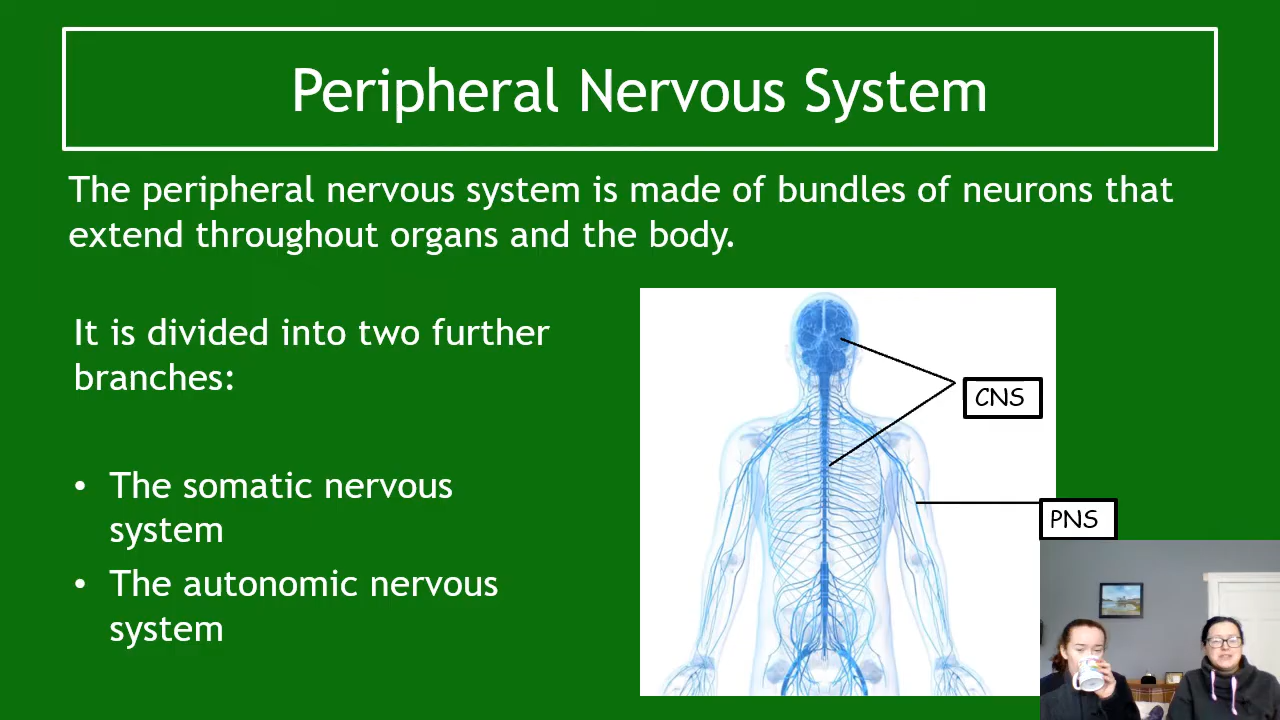 Peripheral Nervous System
The peripheral nervous system is made of bundles of neurons that
extend throughout organs and the body.
It is divided into two further
branches:
• The somatic nervous
system
• The autonomic nervous
system
CNS
PNS